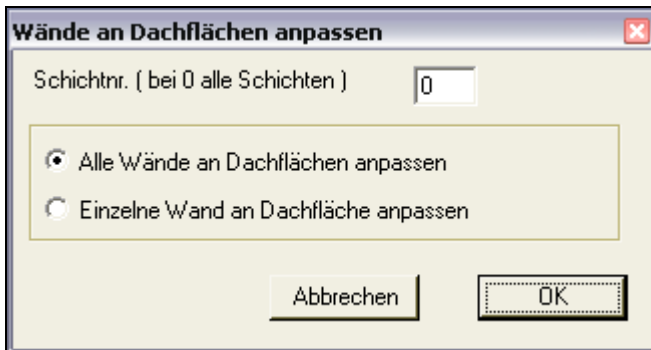 Wände an Dachflächen anpassen
Schichtnr. ( bei 0 alle Schichten ) 0
Alle Wände an Dachflächen anpassen
Einzelne Wand an Dachfläche anpassen
Abbrechen OK